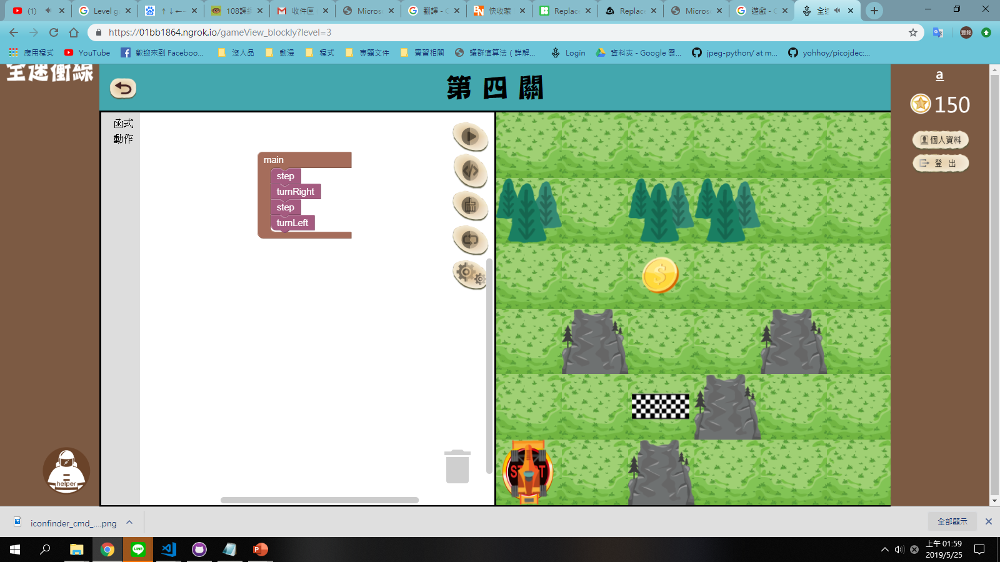 (1)
Level g
↑ ↓ ← -
108課
收件匣
Micros
翻譯 - G
快收藏
Replac
Replac
Micros
遊戲 - G
全速
https://01bb1864.ngrok.io/gameView_blockly?level=3
應用程式
YouTube
歡迎來到 Faceboo...
沒人品
動漫
程式
專題文件
實習相關
蟻群演算法 ( 詳解...
Login
資料夾 - Google 雲...
jpeg-python/ at m...
yohhoy/picojdec:...
全速衝線
第 四 關
a
150
個人資料
登 出
函式
動作
main
step
turnRight
step
turnLeft
helper
iconfinder_cmd_....png
全部顯示
LINE
上午 01:59
2019/5/25